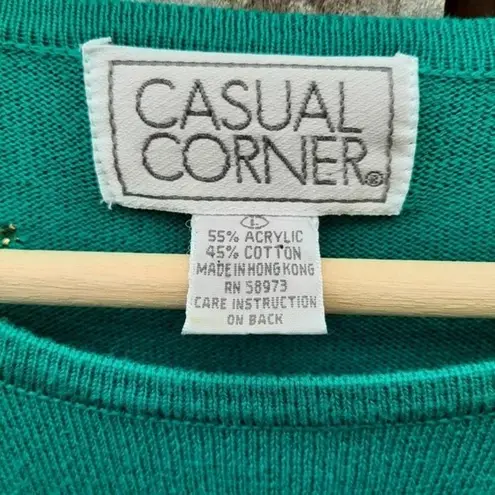 CASUAL
CORNER®
L
55% ACRYLIC
45% COTTON
MADE IN HONG KONG
RN 58973
CARE INSTRUCTION
ON BACK